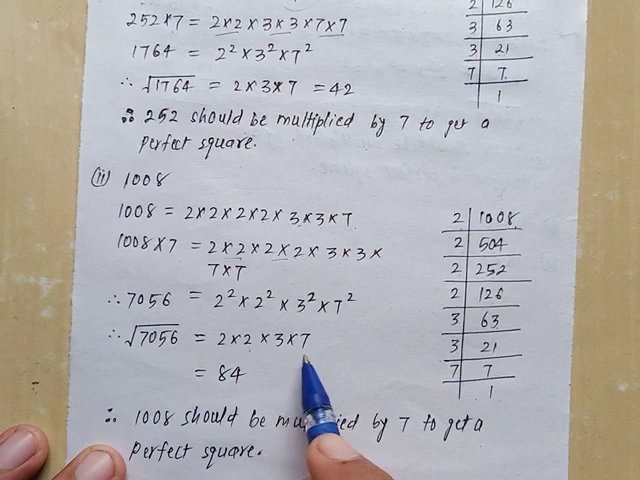 252×7 = 2×2×3×3×7×7
1764 = 2²×3²×7²
∴ √1764 = 2×3×7 = 42
∴ 252 should be multiplied by 7 to get a
perfect square.
(ii) 1008
1008 = 2×2×2×2×3×3×7
1008×7 = 2×2×2×2×3×3×
7×7
∴ 7056 = 2²×2²×3²×7²
∴ √7056 = 2×2×3×7
= 84
∴ 1008 should be multiplied by 7 to get a
perfect square.
2 126
3 63
3 21
7 7
1
2 1008
2 504
2 252
2 126
3 63
3 21
7 7
1